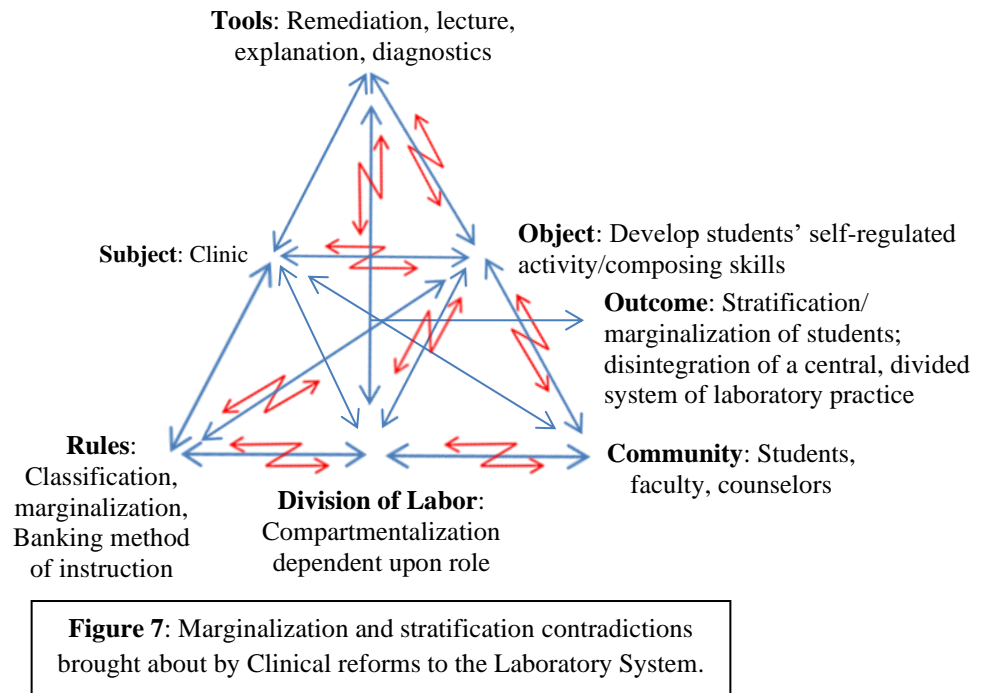 Tools: Remediation, lecture,
explanation, diagnostics
Subject: Clinic
Object: Develop students’ self-regulated
activity/composing skills
Outcome: Stratification/
marginalization of students;
disintegration of a central, divided
system of laboratory practice
Rules:
Classification,
marginalization,
Banking method
of instruction
Division of Labor:
Compartmentalization
dependent upon role
Community: Students,
faculty, counselors
Figure 7: Marginalization and stratification contradictions
brought about by Clinical reforms to the Laboratory System.